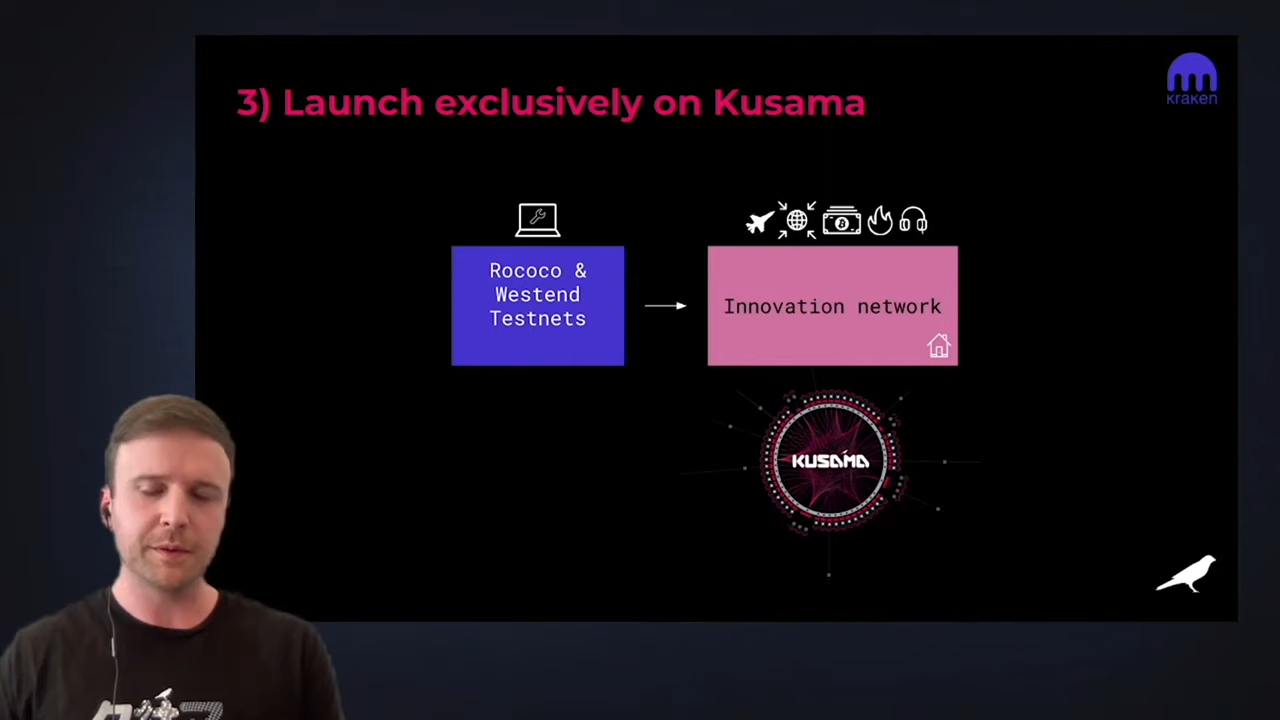 3) Launch exclusively on Kusama
kraken
Rococo &
Westend
Testnets
Innovation network
KUSAMA